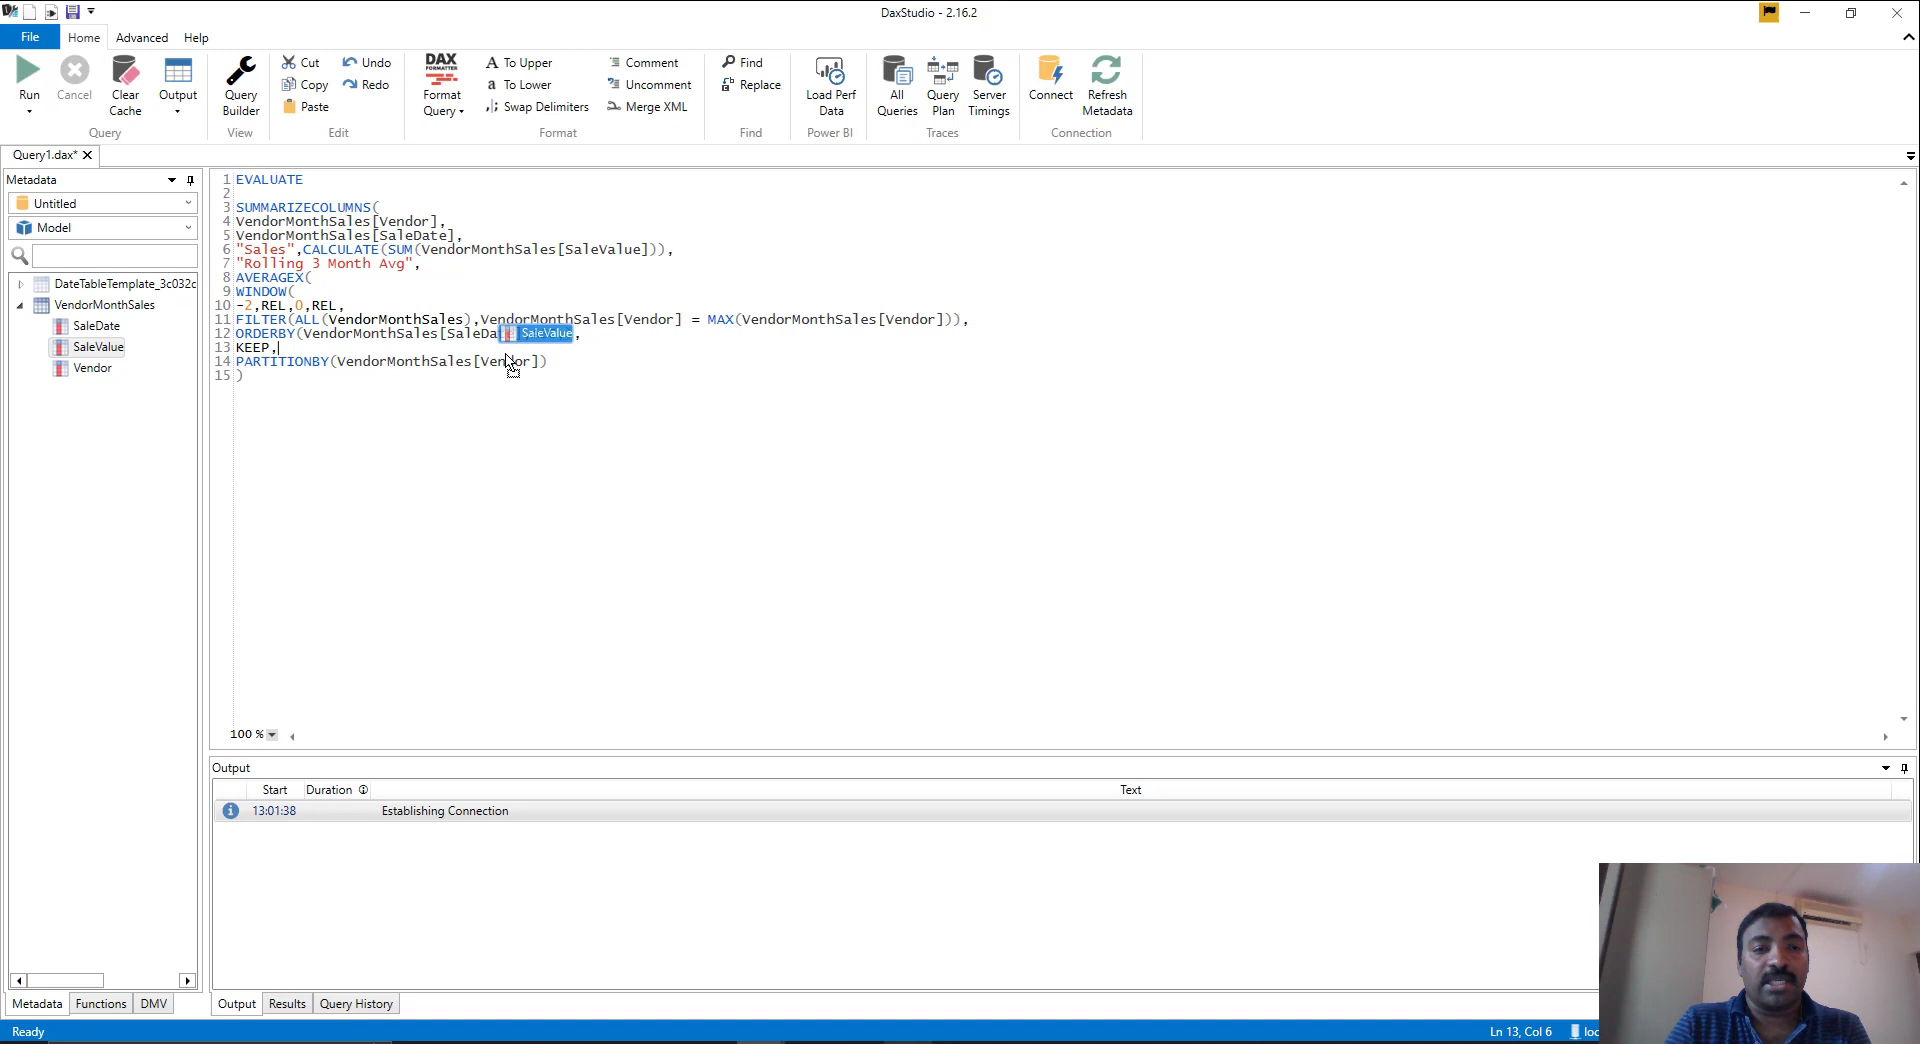 DaxStudio - 2.16.2
File
Home
Advanced
Help
Run
Cancel
Clear
Cache
Output
Query
Query
Builder
View
Cut
Copy
Paste
Undo
Redo
Edit
DAX
FORMATTER
Format
Query
A To Upper
a To Lower
Swap Delimiters
Comment
Uncomment
Merge XML
Format
Find
Replace
Find
Load Perf
Data
Power BI
All
Queries
Query
Plan
Server
Timings
Traces
Connect
Refresh
Metadata
Connection
Query1.dax*
Metadata
Untitled
Model
DateTableTemplate_3c032c
VendorMonthSales
SaleDate
SaleValue
Vendor
1 EVALUATE
2
3 SUMMARIZECOLUMNS(
4 VendorMonthSales[Vendor],
5 VendorMonthSales[SaleDate],
6 "Sales",CALCULATE(SUM(VendorMonthSales[SaleValue])),
7 "Rolling 3 Month Avg",
8 AVERAGEX(
9 WINDOW(
10 -2,REL,0,REL,
11 FILTER(ALL(VendorMonthSales),VendorMonthSales[Vendor] = MAX(VendorMonthSales[Vendor])),
12 ORDERBY(VendorMonthSales[SaleDa SaleValue ,
13 KEEP,
14 PARTITIONBY(VendorMonthSales[Vendor])
15 )
100 %
Output
Start Duration Text
13:01:38 Establishing Connection
Metadata Functions DMV
Output Results Query History
Ready
Ln 13, Col 6
loc